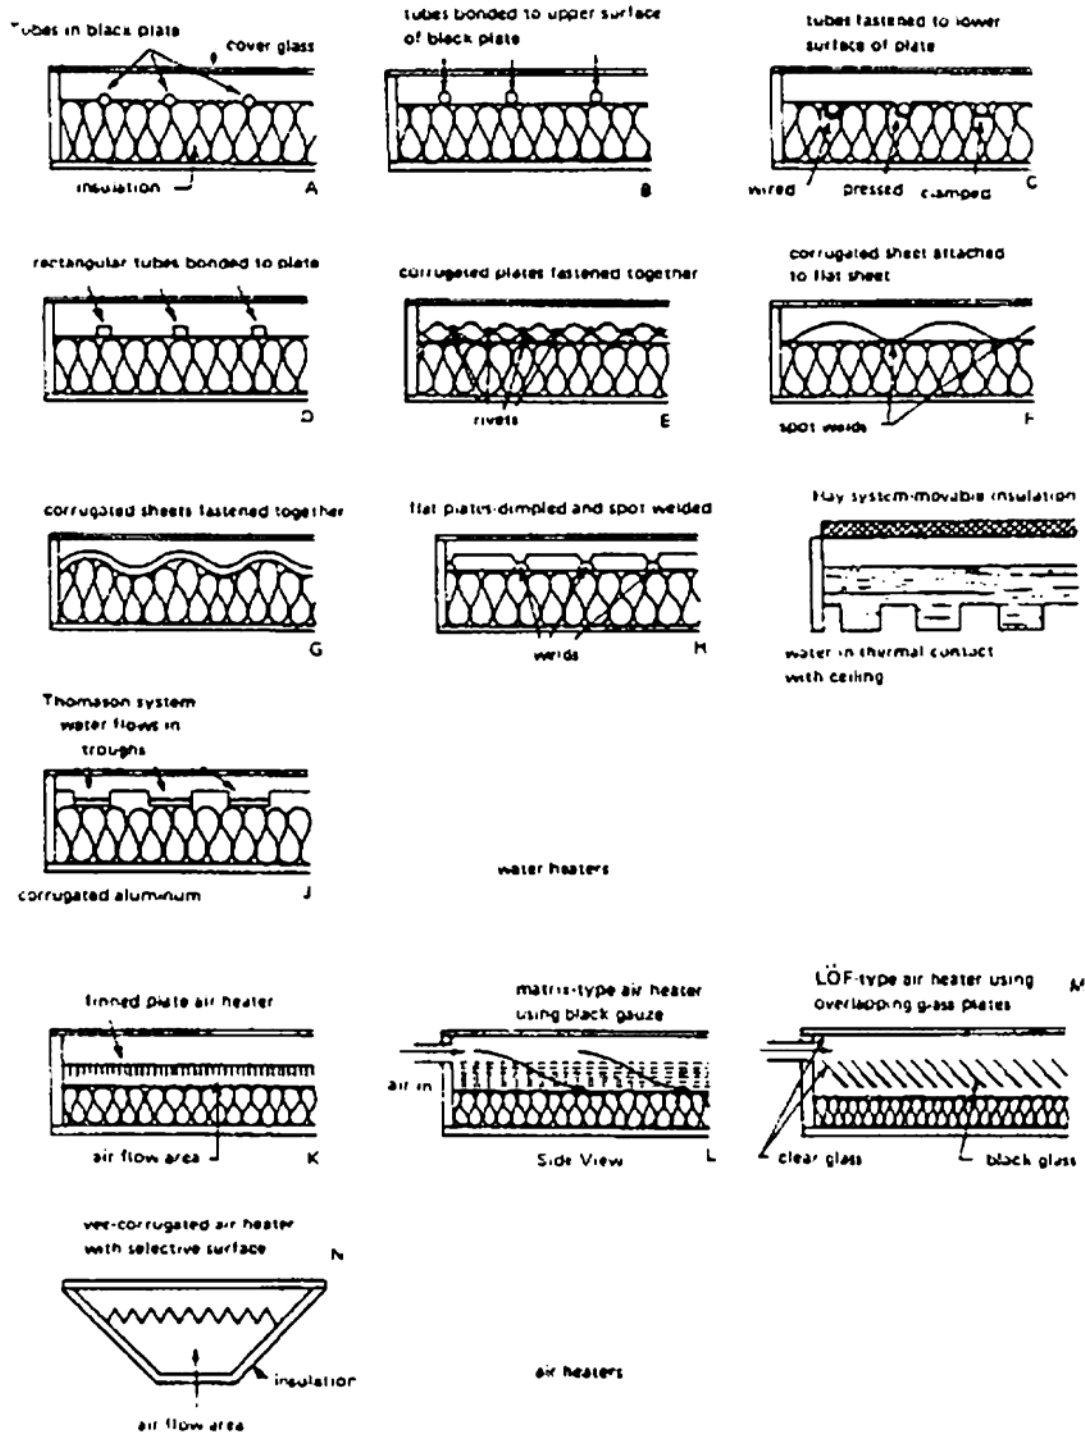 Tubes in black plate
cover glass
insulation
A
tubes bonded to upper surface
of black plate
B
tubes fastened to lower
surface of plate
wired
pressed
clamped
C
rectangular tubes bonded to plate
D
corrugated plates fastened together
rivets
E
corrugated sheet attached
to flat sheet
spot welds
F
corrugated sheets fastened together
G
flat plates-dimpled and spot welded
welds
H
Hay system-movable insulation
water in thermal contact
with ceiling
Thomason system
water flows in
troughs
corrugated aluminum
J
water heaters
finned plate air heater
air flow area
K
matrix-type air heater
using black gauze
air in
Side View
L
LÖF-type air heater using
overlapping glass plates
M
clear glass
black glass
vee-corrugated air heater
with selective surface
N
insulation
air flow area
air heaters